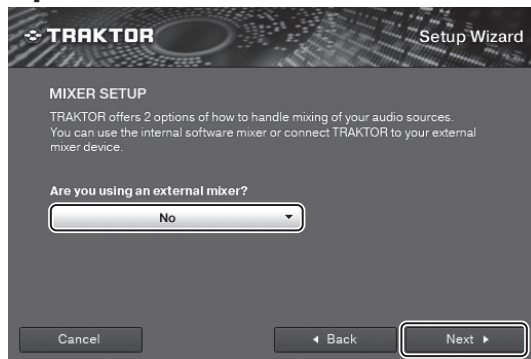 TRAKTOR
Setup Wizard
MIXER SETUP
TRAKTOR offers 2 options of how to handle mixing of your audio sources.
You can use the internal software mixer or connect TRAKTOR to your external
mixer device.
Are you using an external mixer?
No
Cancel
Back
Next